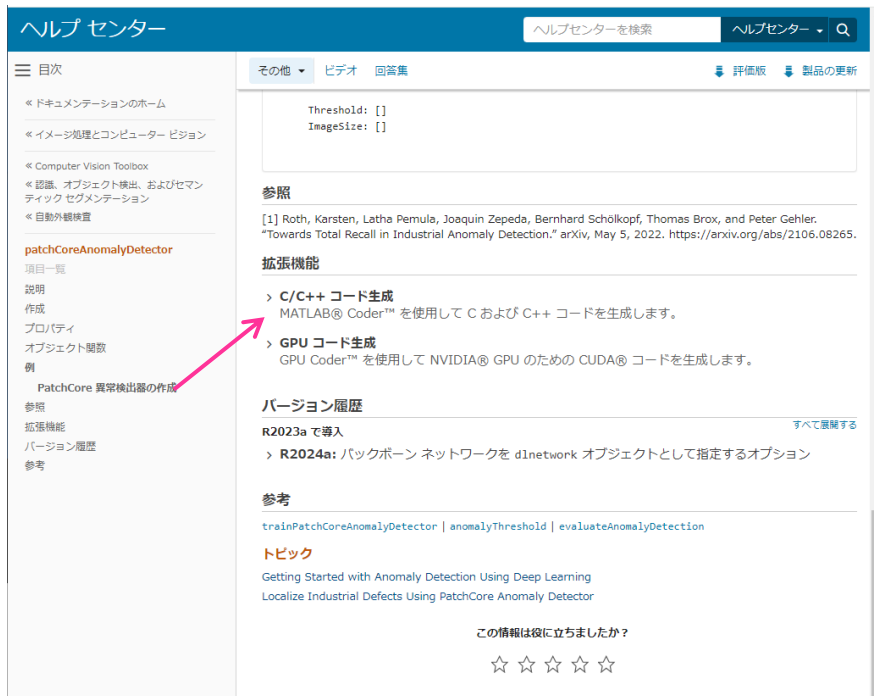 ヘルプ センター
ヘルプセンターを検索
ヘルプセンター
目次
その他
ビデオ
回答集
評価版
製品の更新
« ドキュメンテーションのホーム
« イメージ処理とコンピューター ビジョン
« Computer Vision Toolbox
« 認識、オブジェクト検出、およびセマン
ティック セグメンテーション
« 自動外観検査
patchCoreAnomalyDetector
項目一覧
説明
作成
プロパティ
オブジェクト関数
例
PatchCore 異常検出器の作成
参照
拡張機能
バージョン履歴
参考
Threshold: []
ImageSize: []
参照
[1] Roth, Karsten, Latha Pemula, Joaquin Zepeda, Bernhard Schölkopf, Thomas Brox, and Peter Gehler.
“Towards Total Recall in Industrial Anomaly Detection.” arXiv, May 5, 2022. https://arxiv.org/abs/2106.08265.
拡張機能
C/C++ コード生成
MATLAB® Coder™ を使用して C および C++ コードを生成します。
GPU コード生成
GPU Coder™ を使用して NVIDIA® GPU のための CUDA® コードを生成します。
バージョン履歴
すべて展開する
R2023a で導入
R2024a: バックボーン ネットワークを dlnetwork オブジェクトとして指定するオプション
参考
trainPatchCoreAnomalyDetector | anomalyThreshold | evaluateAnomalyDetection
トピック
Getting Started with Anomaly Detection Using Deep Learning
Localize Industrial Defects Using PatchCore Anomaly Detector
この情報は役に立ちましたか？